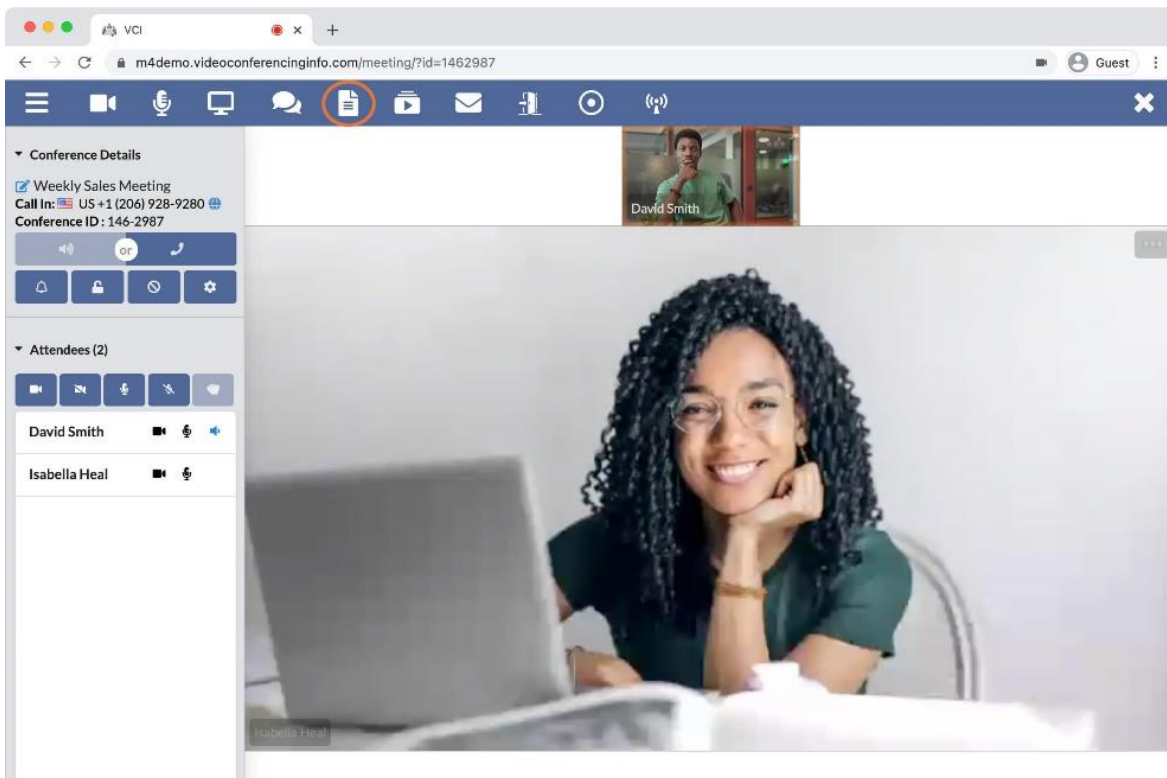 VCI
m4demo.videoconferencinginfo.com/meeting/?id=1462987
Guest
Conference Details
Weekly Sales Meeting
Call In: US +1 (206) 928-9280
Conference ID : 146-2987
or
Attendees (2)
David Smith
Isabella Heal
David Smith
Isabella Heal